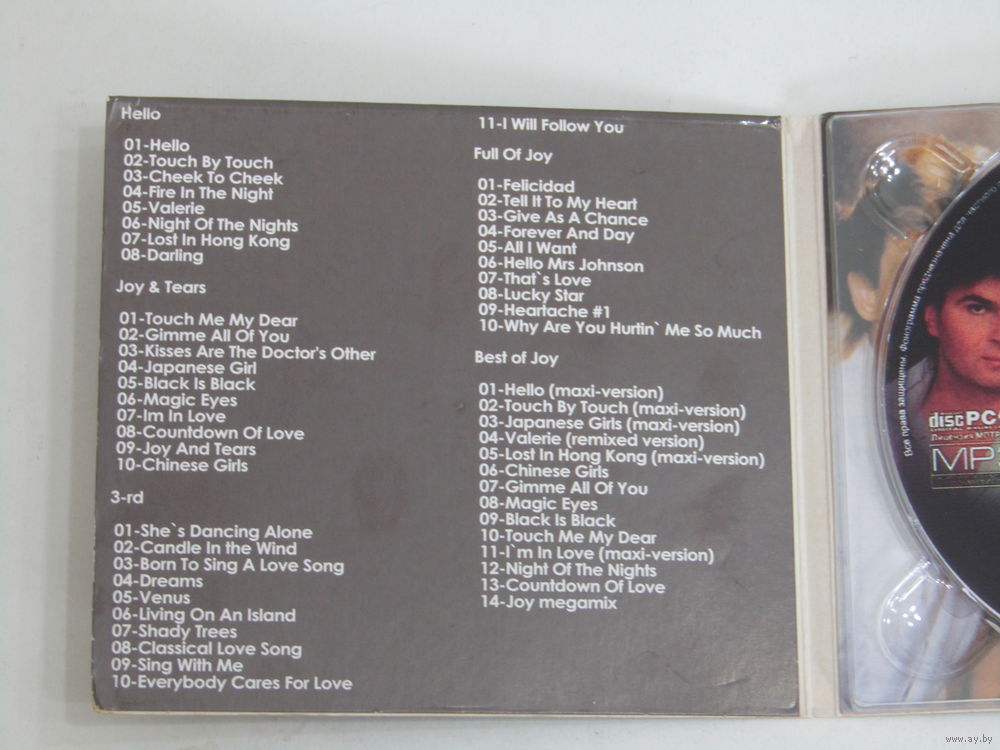 Hello
01-Hello
02-Touch By Touch
03-Cheek To Cheek
04-Fire In The Night
05-Valerie
06-Night Of The Nights
07-Lost In Hong Kong
08-Darling
Joy & Tears
01-Touch Me My Dear
02-Gimme All Of You
03-Kisses Are The Doctor's Other
04-Japanese Girl
05-Black Is Black
06-Magic Eyes
07-Im In Love
08-Countdown Of Love
09-Joy And Tears
10-Chinese Girls
3-rd
01-She`s Dancing Alone
02-Candle In the Wind
03-Born To Sing A Love Song
04-Dreams
05-Venus
06-Living On An Island
07-Shady Trees
08-Classical Love Song
09-Sing With Me
10-Everybody Cares For Love
11-I Will Follow You
Full Of Joy
01-Felicidad
02-Tell It To My Heart
03-Give As A Chance
04-Forever And Day
05-All I Want
06-Hello Mrs Johnson
07-That`s Love
08-Lucky Star
09-Heartache #1
10-Why Are You Hurtin` Me So Much
Best of Joy
01-Hello (maxi-version)
02-Touch By Touch (maxi-version)
03-Japanese Girls (maxi-version)
04-Valerie (remixed version)
05-Lost In Hong Kong (maxi-version)
06-Chinese Girls
07-Gimme All Of You
08-Magic Eyes
09-Black Is Black
10-Touch Me My Dear
11-I`m In Love (maxi-version)
12-Night Of The Nights
13-Countdown Of Love
14-Joy megamix
Все права защищены. Фонограмма предназначена для частного
disc PC
Лицензия
MP
www.ay.by